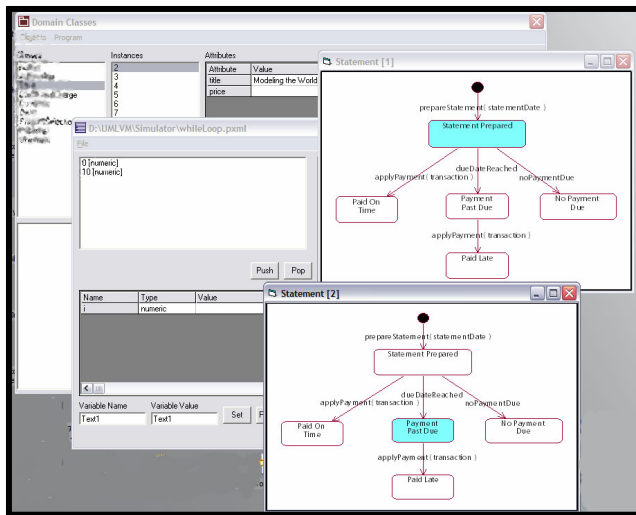 Domain Classes
Objects Program
Instances
Attributes
2
3
4
5
6
7
Attribute Value
title Modeling the World
price
D:\UMLVM\Simulator\whileLoop.pxml
File
0 [numeric]
10 [numeric]
Push Pop
Name Type Value
i numeric
Variable Name Variable Value
Text1 Text1 Set
Statement [1]
prepareStatement( statementDate )
Statement Prepared
dueDateReached
applyPayment( transaction ) noPaymentDue
Paid On
Time
Payment
Past Due
No Payment
Due
applyPayment( transaction )
Paid Late
Statement [2]
prepareStatement( statementDate )
Statement Prepared
dueDateReached
applyPayment( transaction ) noPaymentDue
Paid On
Time
Payment
Past Due
No Payment
Due
applyPayment( transaction )
Paid Late